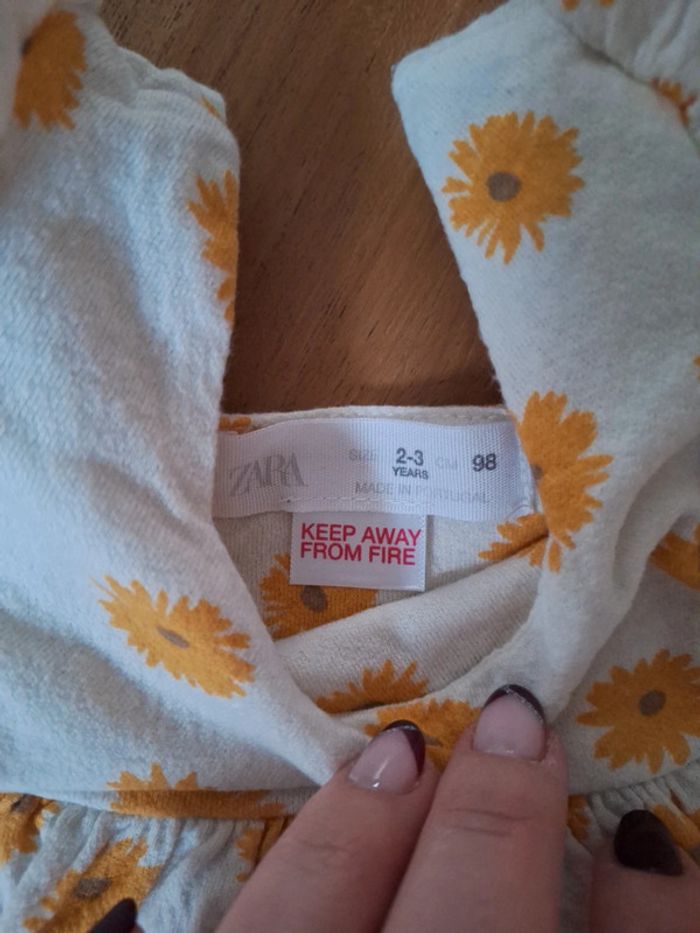 ZARA SIZE 2-3 YEARS CM 98
MADE IN PORTUGAL
KEEP AWAY
FROM FIRE